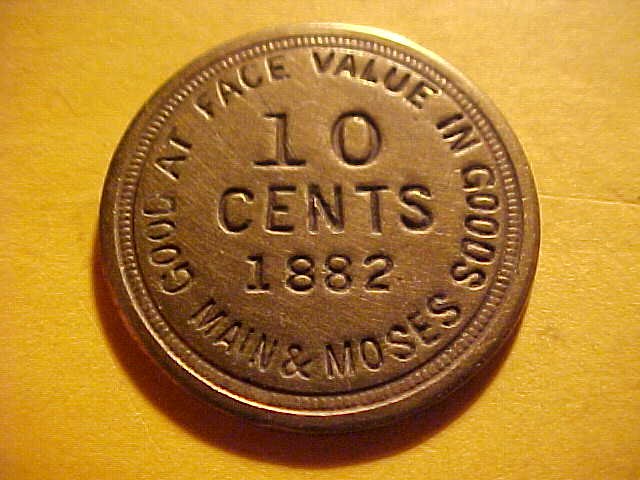 GOOD AT FACE VALUE IN GOODS
10
CENTS
1882
MAIN & MOSES